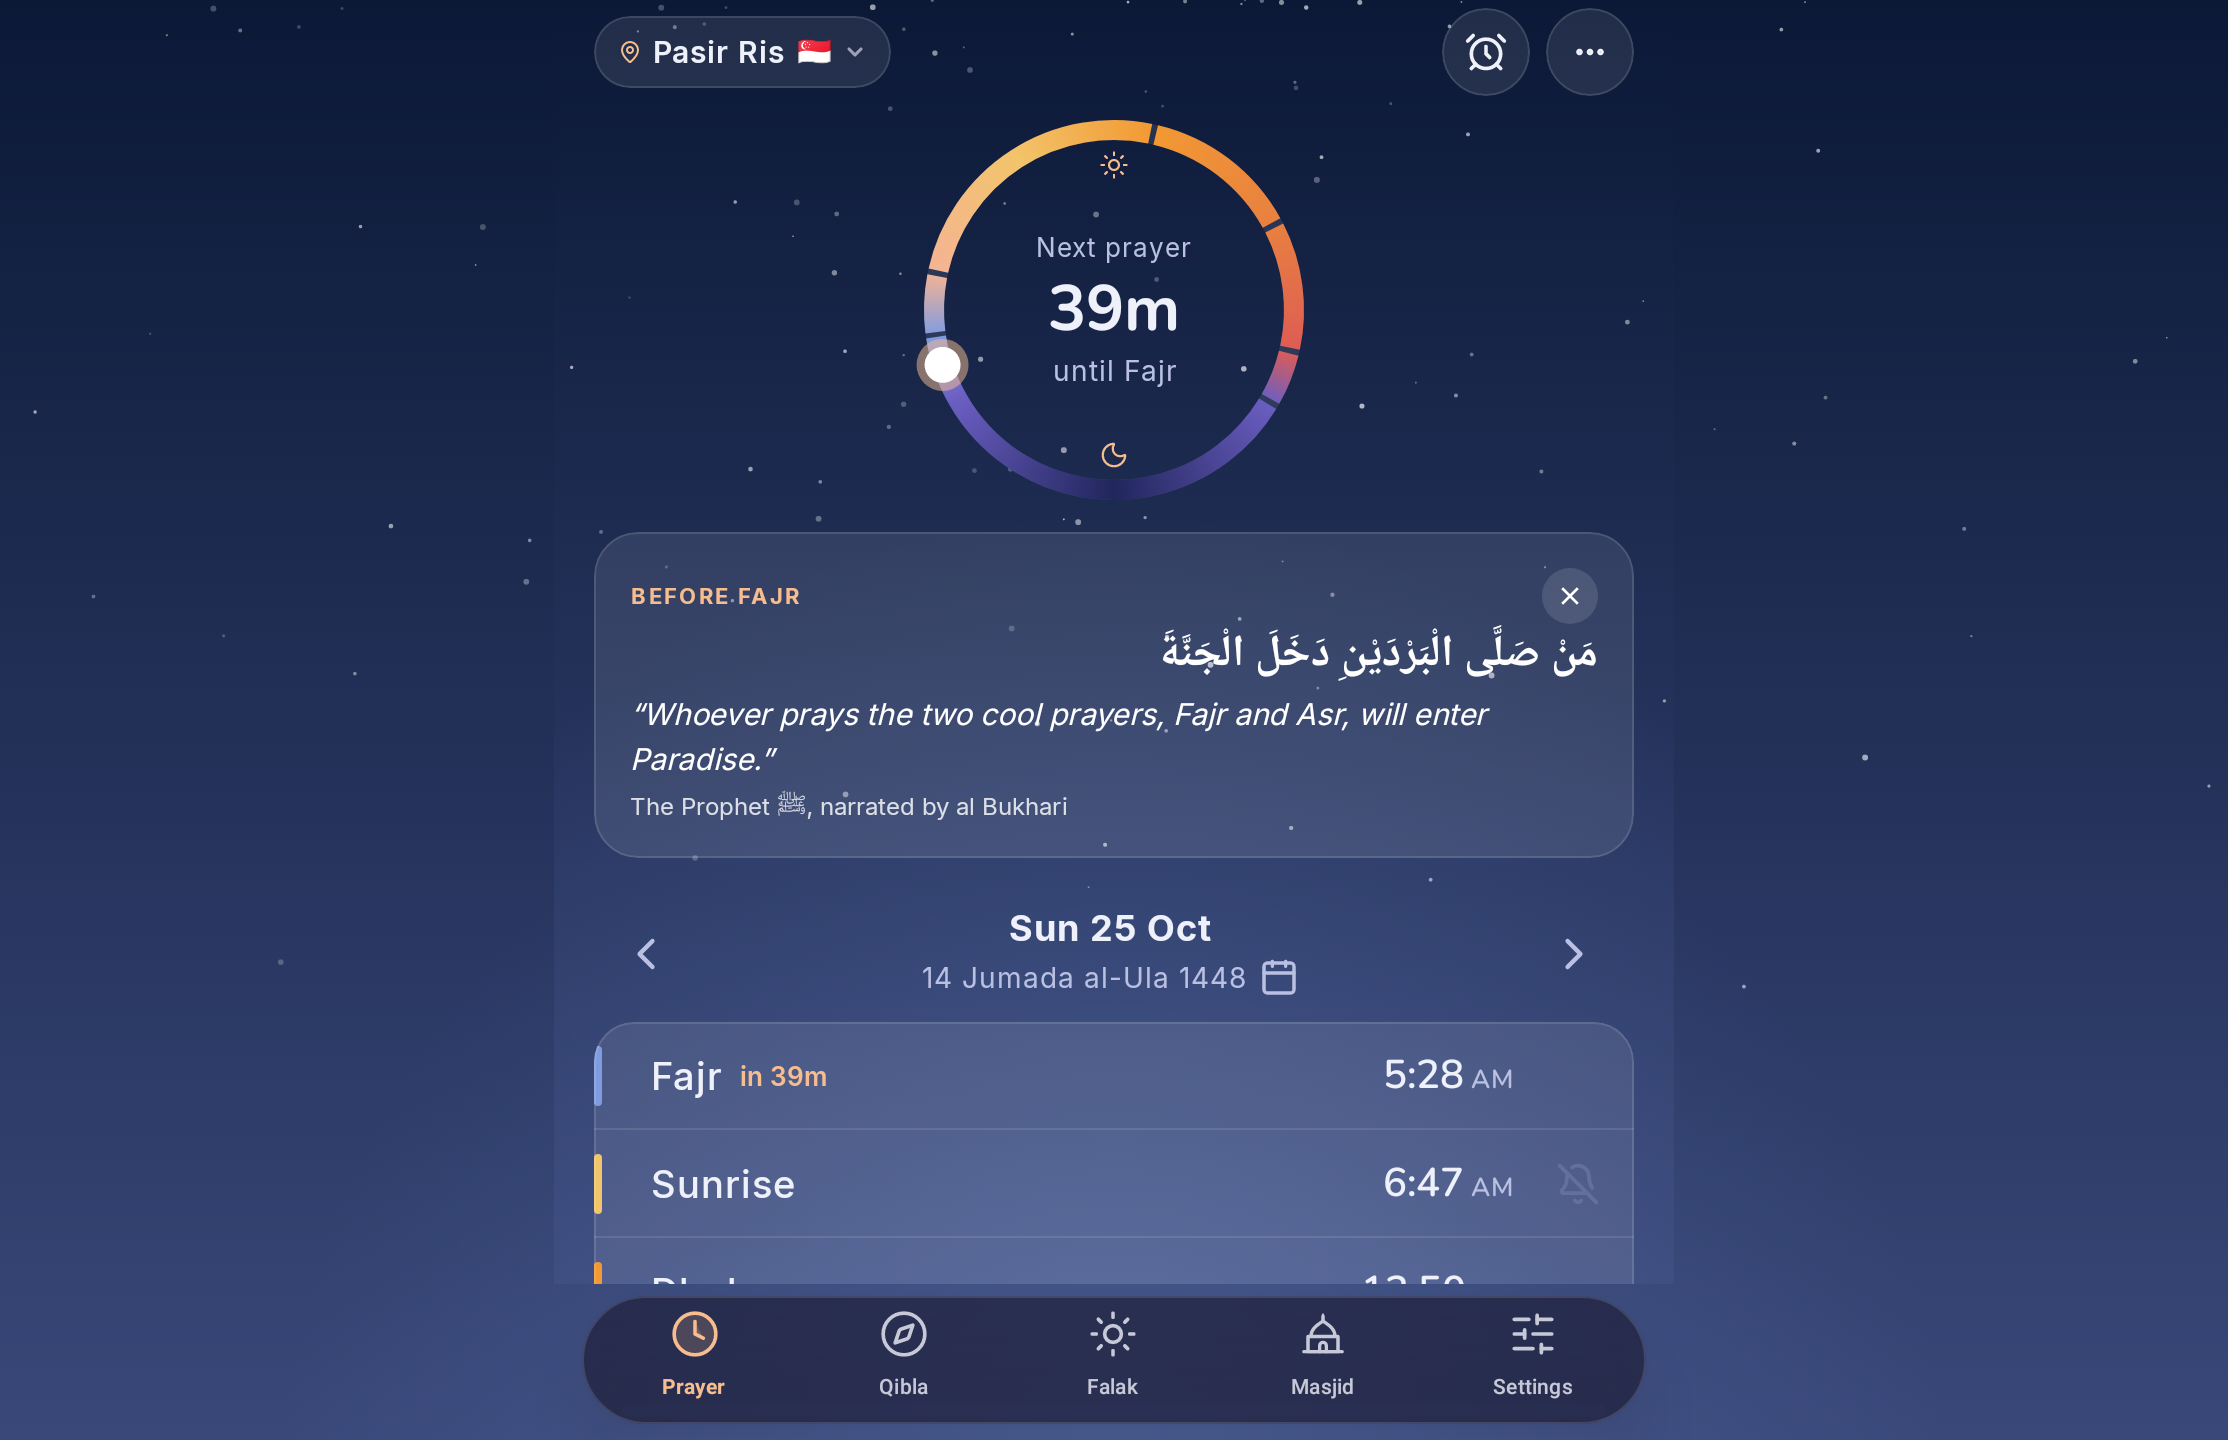 Pasir Ris
Next prayer
39m
until Fajr
BEFORE FAJR
مَنْ صَلَّى الْبَرْدَيْنِ دَخَلَ الْجَنَّةَ
“Whoever prays the two cool prayers, Fajr and Asr, will enter
Paradise.”
The Prophet ﷺ, narrated by al Bukhari
Sun 25 Oct
14 Jumada al-Ula 1448
Fajr in 39m 5:28 AM
Sunrise 6:47 AM
Prayer Qibla Falak Masjid Settings